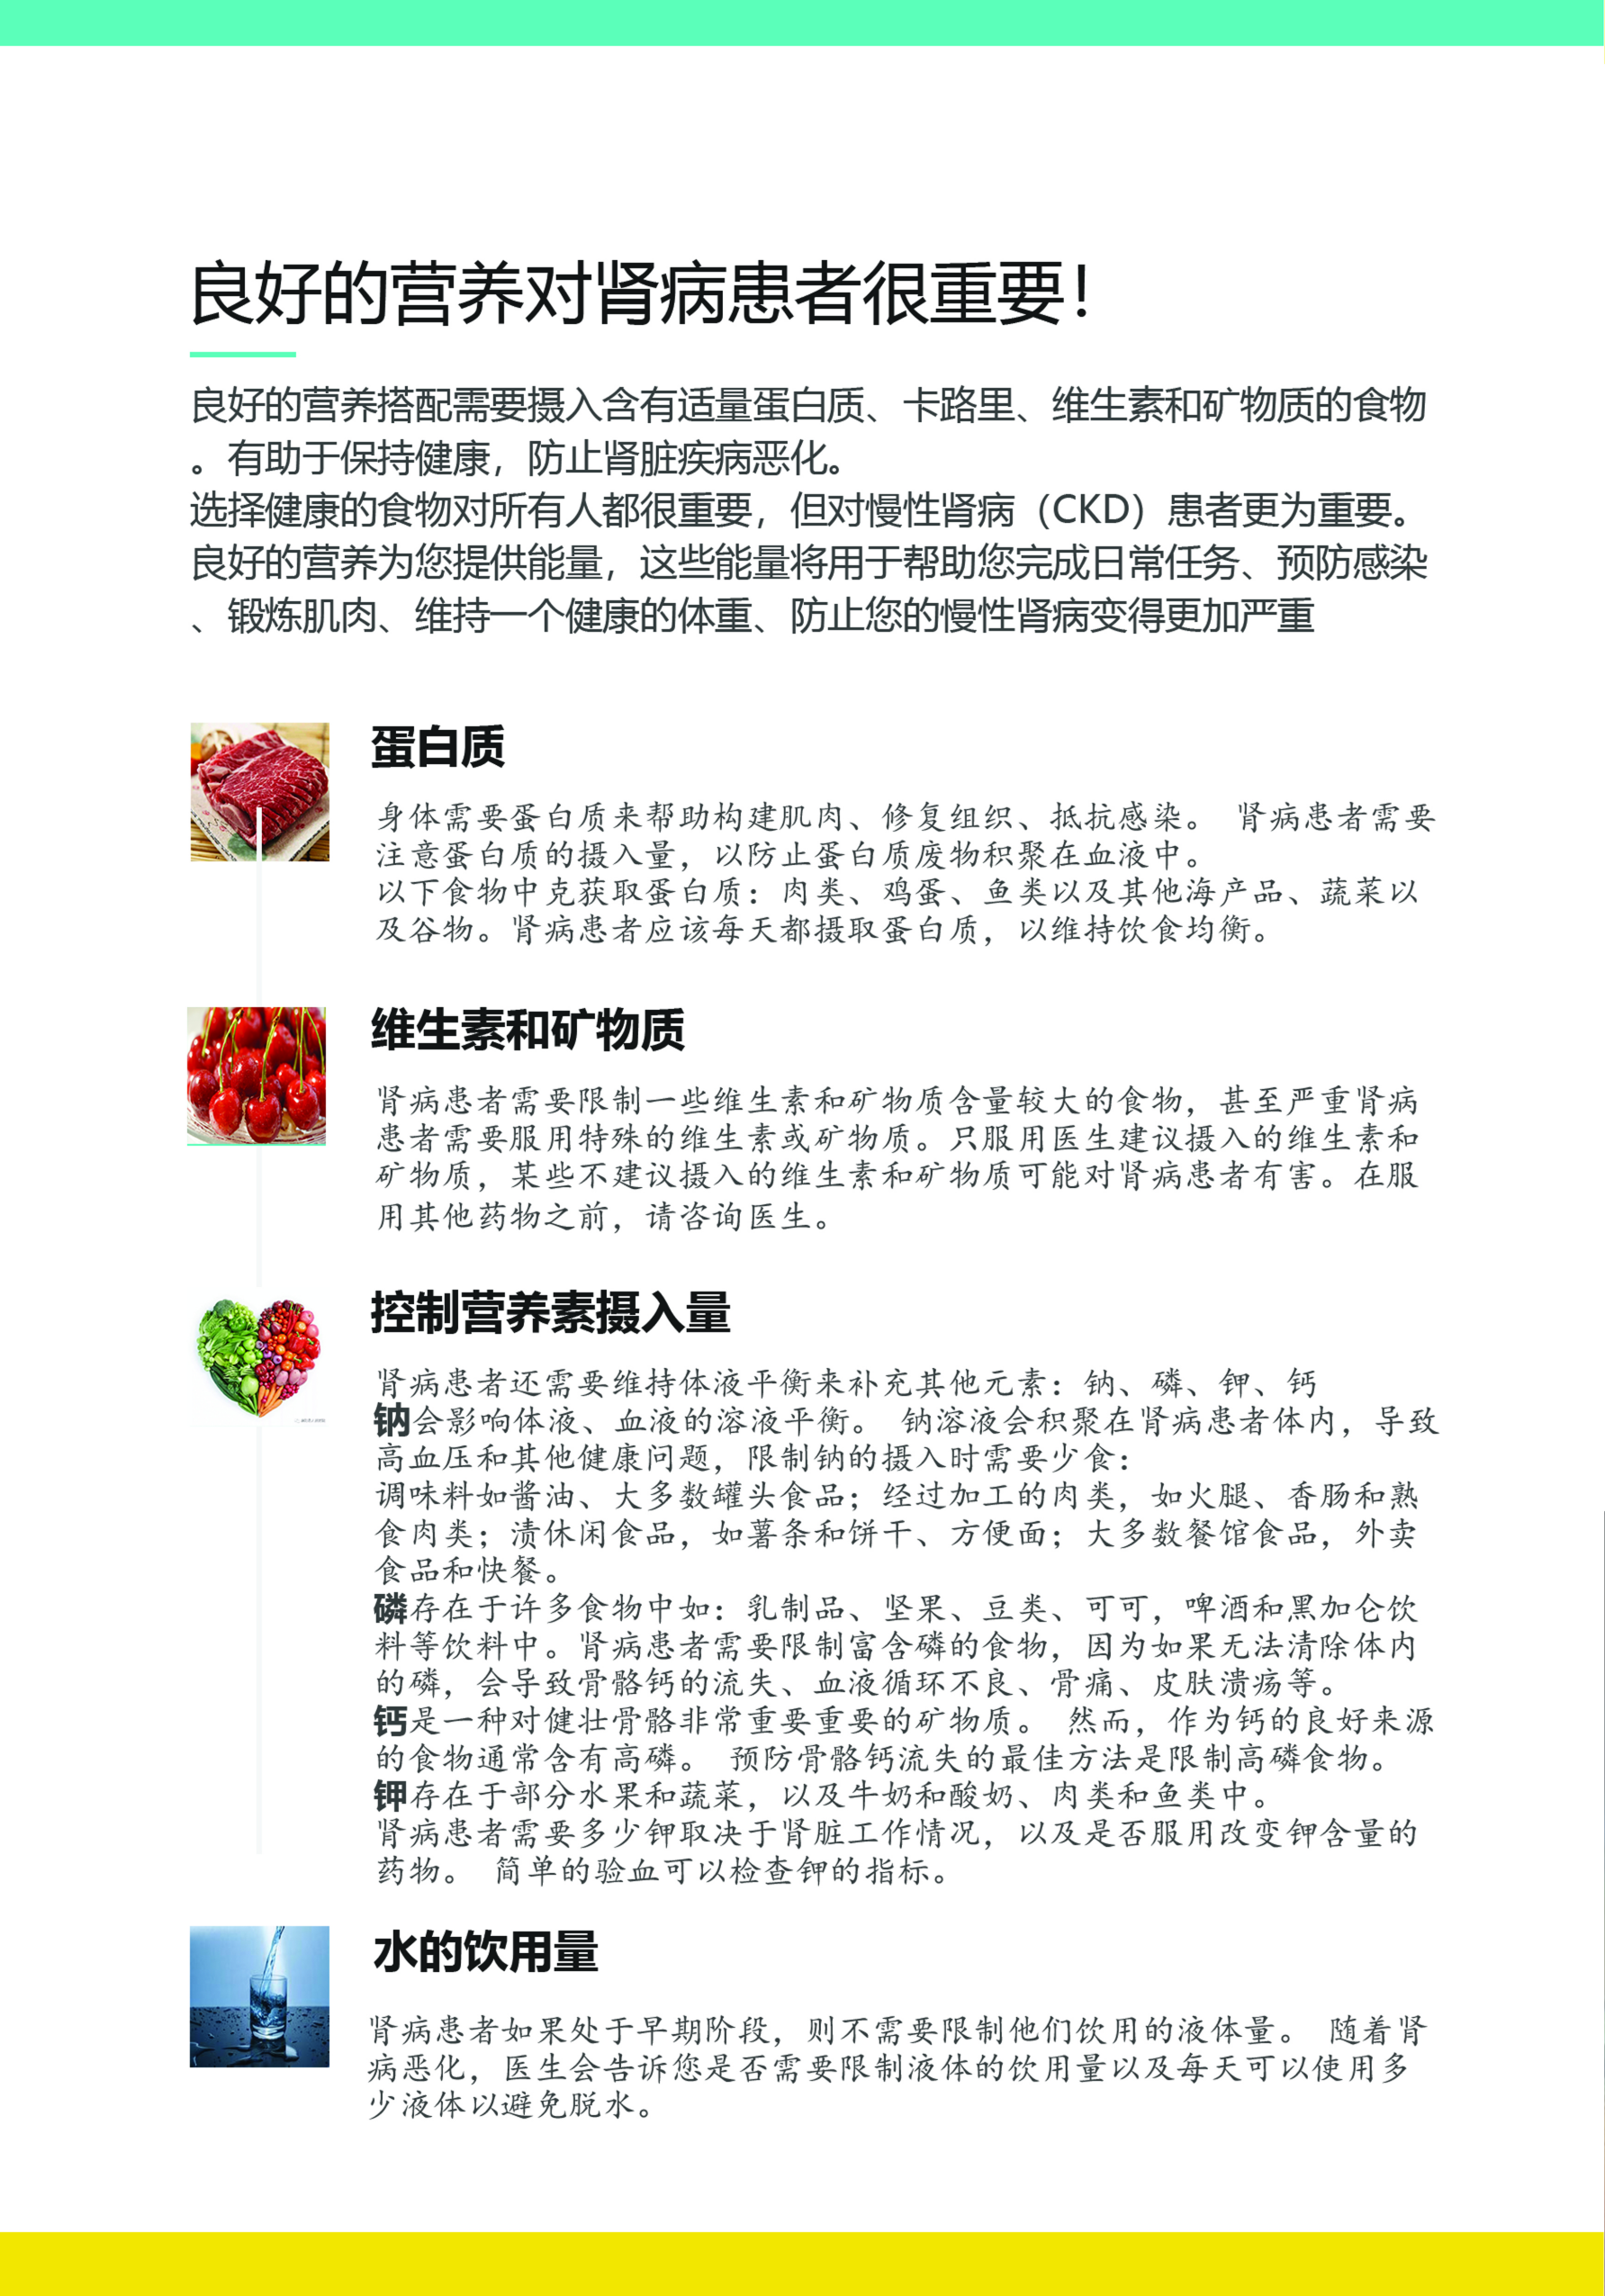 良好的营养对肾病患者很重要！
良好的营养搭配需要摄入含有适量蛋白质、卡路里、维生素和矿物质的食物
。有助于保持健康，防止肾脏疾病恶化。
选择健康的食物对所有人都很重要，但对慢性肾病（CKD）患者更为重要。
良好的营养为您提供能量，这些能量将用于帮助您完成日常任务、预防感染
、锻炼肌肉、维持一个健康的体重、防止您的慢性肾病变得更加严重
蛋白质
身体需要蛋白质来帮助构建肌肉、修复组织、抵抗感染。 肾病患者需要
注意蛋白质的摄入量，以防止蛋白质废物积聚在血液中。
以下食物中克获取蛋白质：肉类、鸡蛋、鱼类以及其他海产品、蔬菜以
及谷物。肾病患者应该每天都摄取蛋白质，以维持饮食均衡。
维生素和矿物质
肾病患者需要限制一些维生素和矿物质含量较大的食物，甚至严重肾病
患者需要服用特殊的维生素或矿物质。只服用医生建议摄入的维生素和
矿物质，某些不建议摄入的维生素和矿物质可能对肾病患者有害。在服
用其他药物之前，请咨询医生。
控制营养素摄入量
肾病患者还需要维持体液平衡来补充其他元素：钠、磷、钾、钙
钠会影响体液、血液的溶液平衡。 钠溶液会积聚在肾病患者体内，导致
高血压和其他健康问题，限制钠的摄入时需要少食：
调味料如酱油、大多数罐头食品；经过加工的肉类，如火腿、香肠和熟
食肉类；渍休闲食品，如薯条和饼干、方便面；大多数餐馆食品，外卖
食品和快餐。
磷存在于许多食物中如：乳制品、坚果、豆类、可可，啤酒和黑加仑饮
料等饮料中。肾病患者需要限制富含磷的食物，因为如果无法清除体内
的磷，会导致骨骼钙的流失、血液循环不良、骨痛、皮肤溃疡等。
钙是一种对健壮骨骼非常重要重要的矿物质。 然而，作为钙的良好来源
的食物通常含有高磷。 预防骨骼钙流失的最佳方法是限制高磷食物。
钾存在于部分水果和蔬菜，以及牛奶和酸奶、肉类和鱼类中。
肾病患者需要多少钾取决于肾脏工作情况，以及是否服用改变钾含量的
药物。 简单的验血可以检查钾的指标。
水的饮用量
肾病患者如果处于早期阶段，则不需要限制他们饮用的液体量。 随着肾
病恶化，医生会告诉您是否需要限制液体的饮用量以及每天可以使用多
少液体以避免脱水。